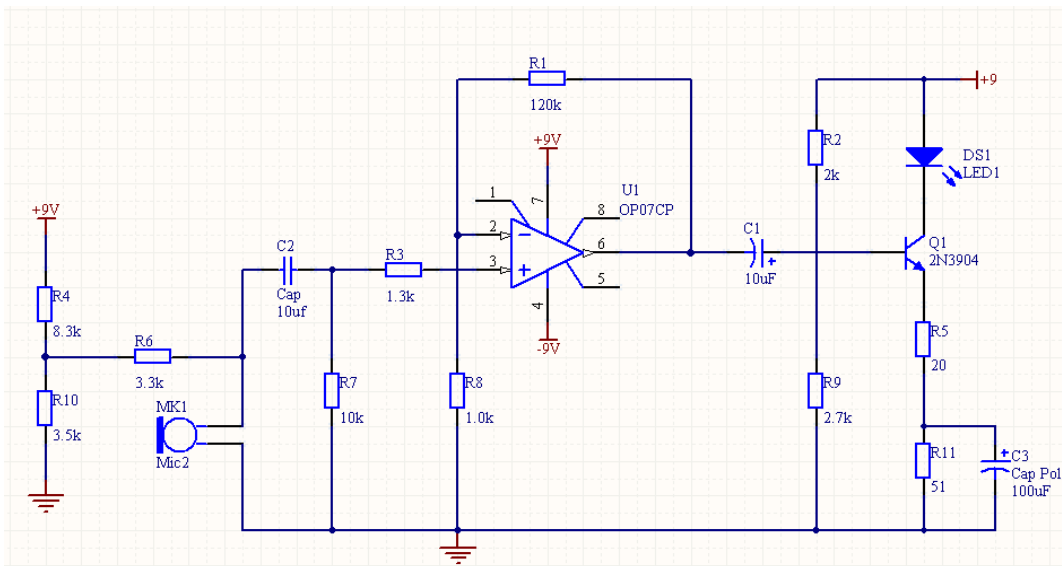 R1
120k
+9
+9V
R2
2k
DS1
LED1
1
7
U1
OP07CP
8
2
6
3
5
4
-9V
+9V
C2
Cap
10uf
R3
1.3k
C1
10uF
Q1
2N3904
R4
8.3k
R6
3.3k
R5
20
R10
3.5k
MK1
Mic2
R7
10k
R8
1.0k
R9
2.7k
R11
51
C3
Cap Pol
100uF